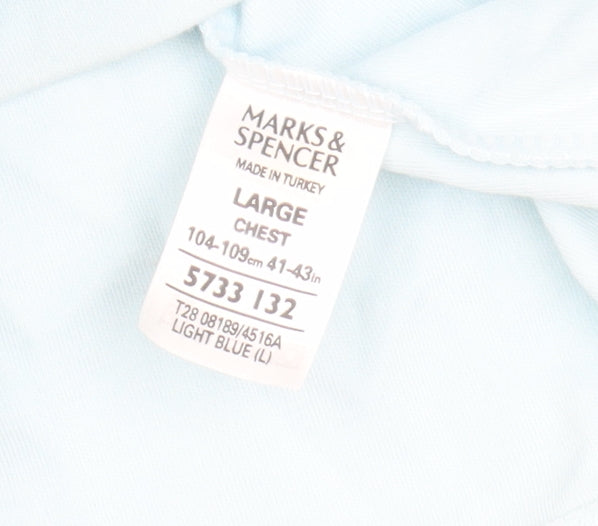 MARKS &
SPENCER
MADE IN TURKEY
LARGE
CHEST
104-109cm 41-43in
5733 132
T28 08189/4516A
LIGHT BLUE (L)